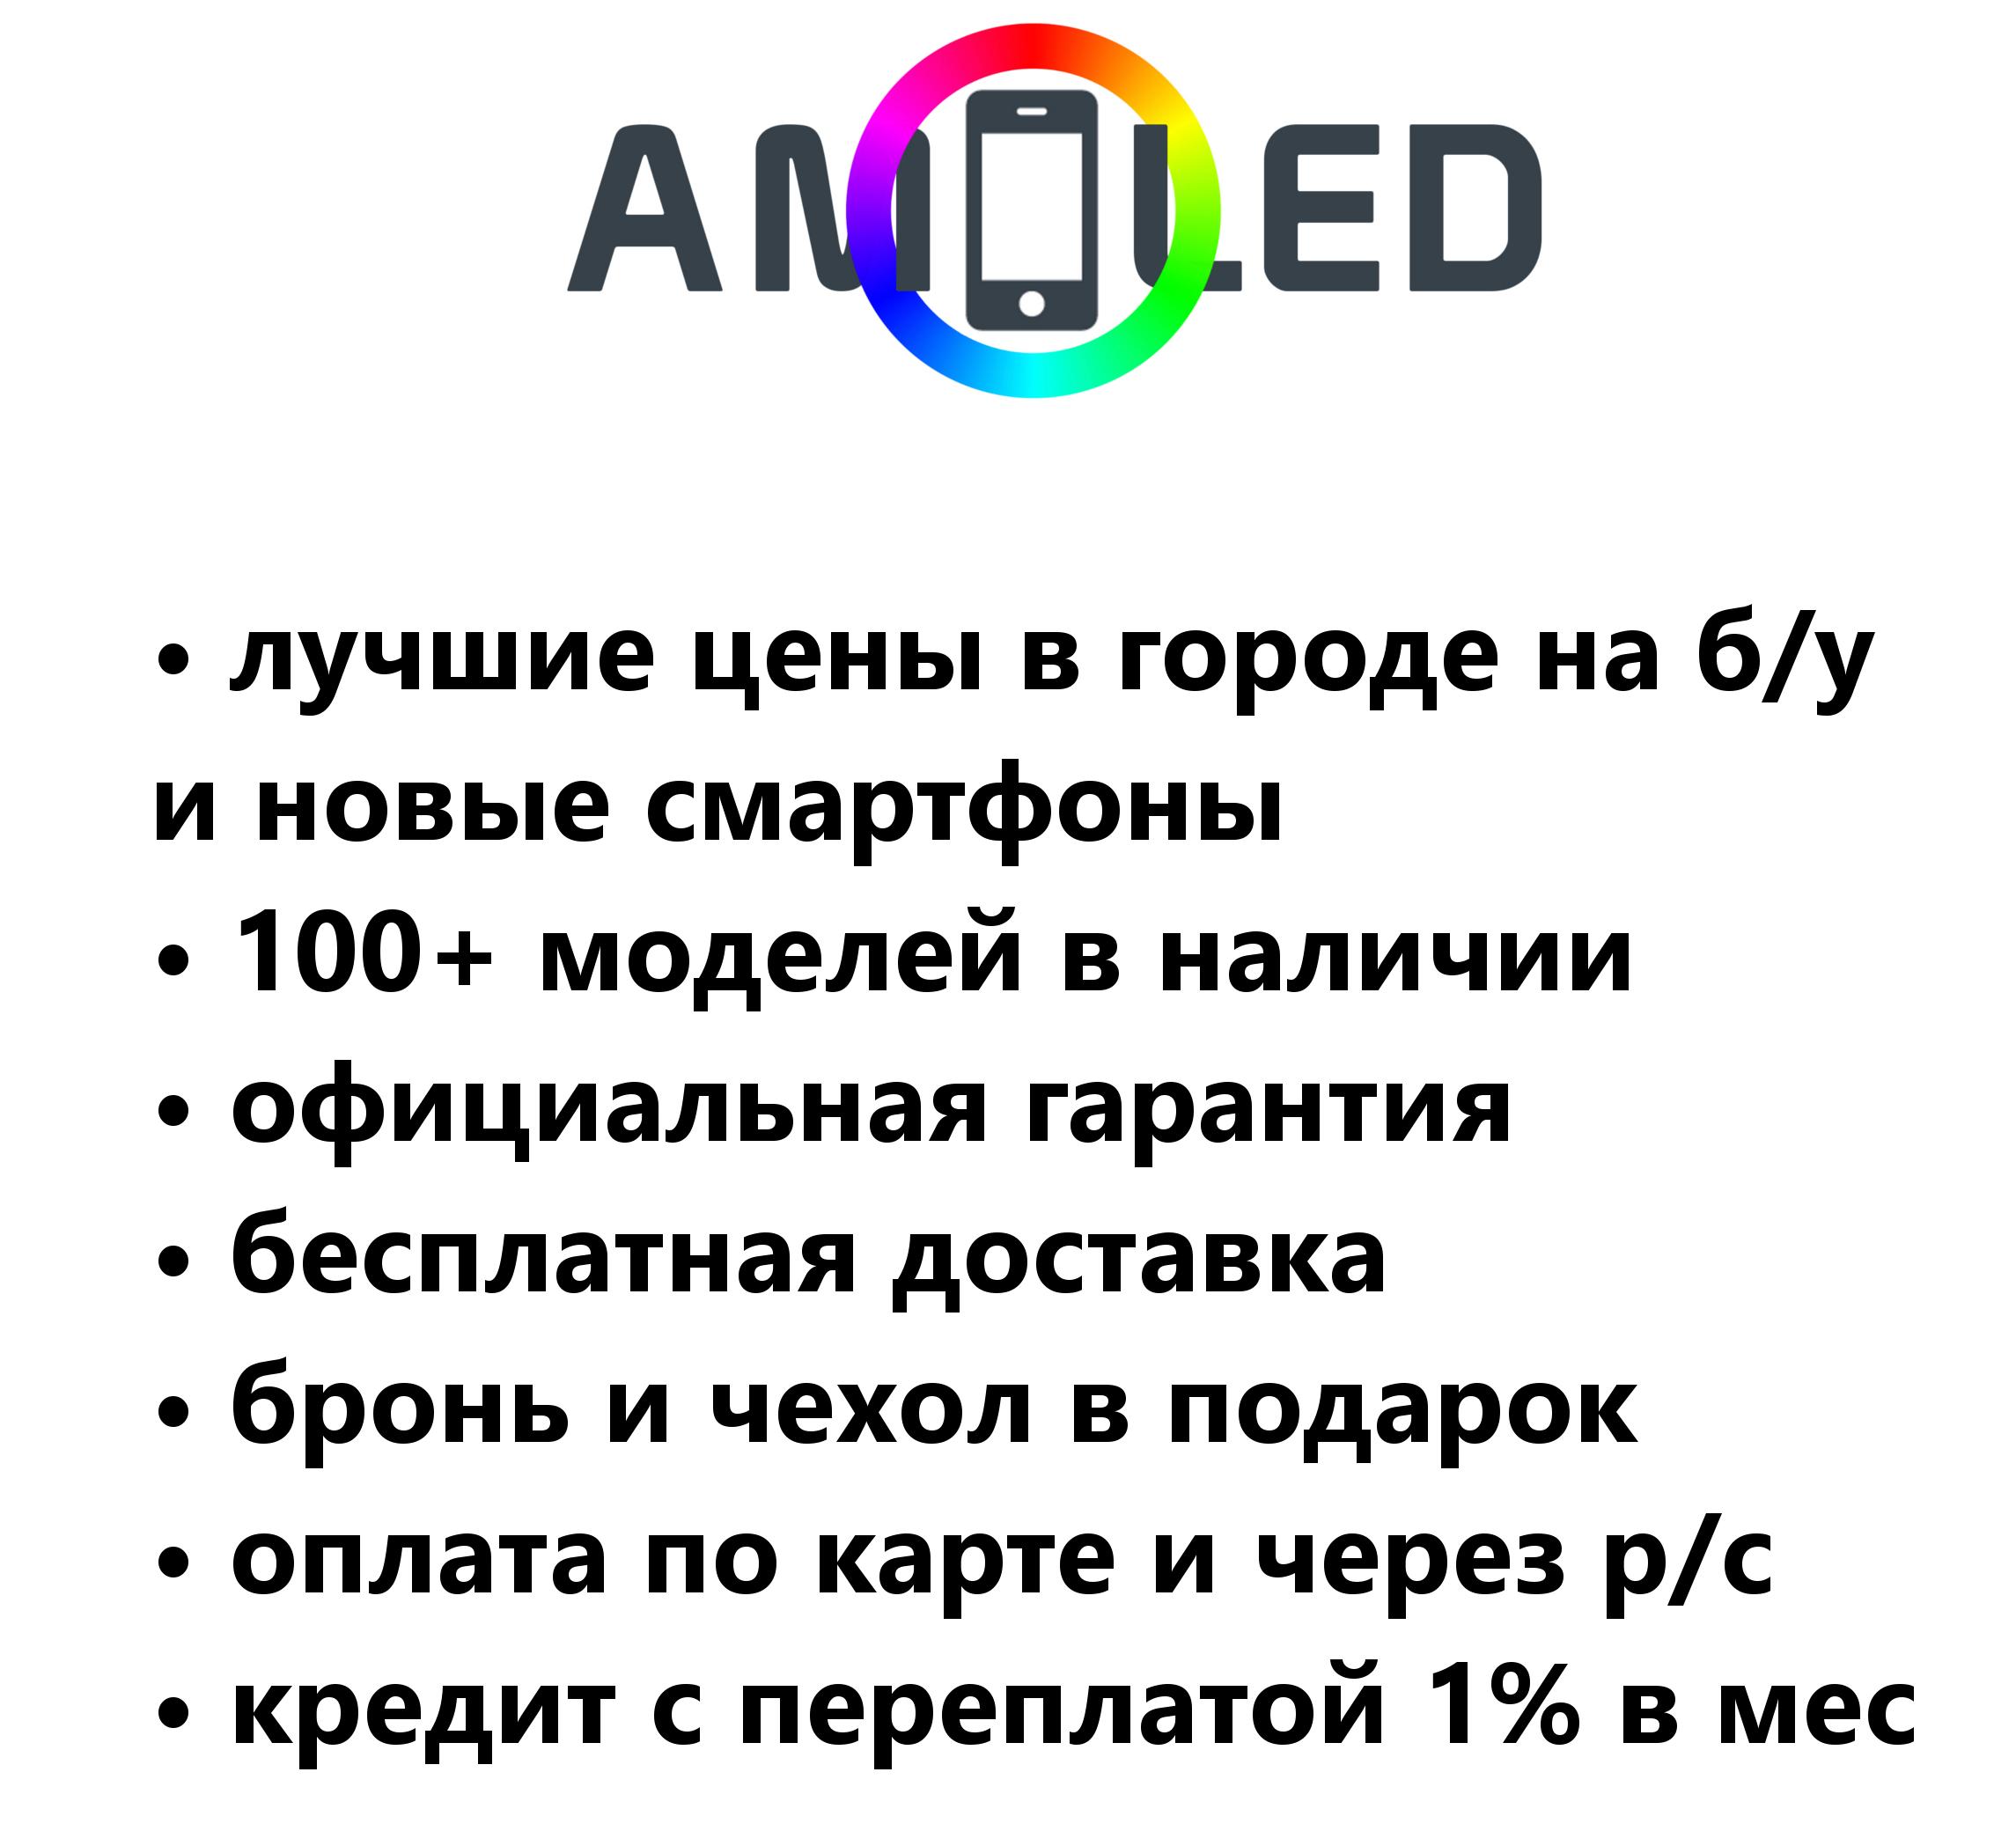 AMOLED
• лучшие цены в городе на б/у
и новые смартфоны
• 100+ моделей в наличии
• официальная гарантия
• бесплатная доставка
• бронь и чехол в подарок
• оплата по карте и через р/с
• кредит с переплатой 1% в мес